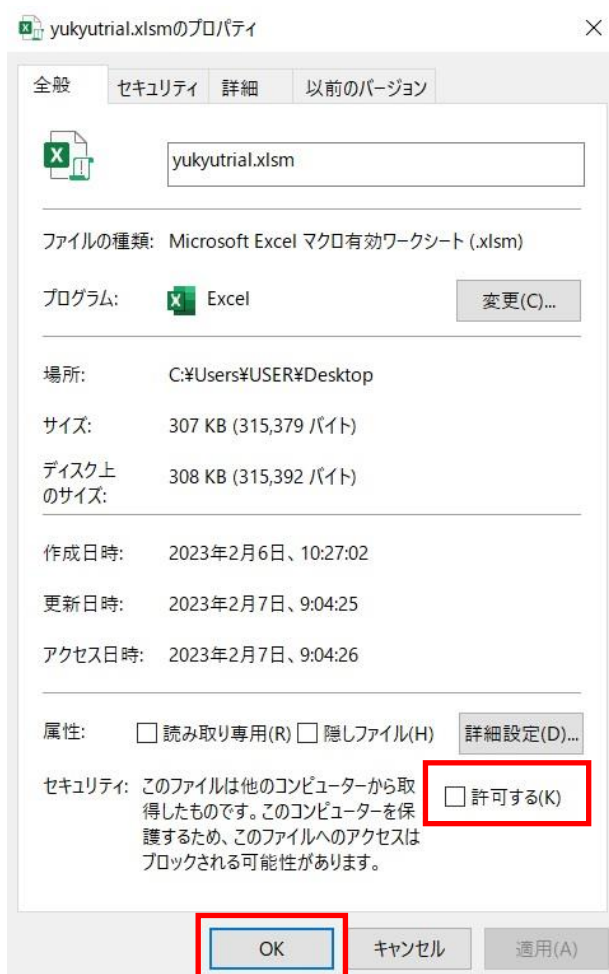 yukyutrial.xlsmのプロパティ
全般 セキュリティ 詳細 以前のバージョン
yukyutrial.xlsm
ファイルの種類: Microsoft Excel マクロ有効ワークシート (.xlsm)
プログラム: Excel 変更(C)...
場所: C:¥Users¥USER¥Desktop
サイズ: 307 KB (315,379 バイト)
ディスク上
のサイズ: 308 KB (315,392 バイト)
作成日時: 2023年2月6日、10:27:02
更新日時: 2023年2月7日、9:04:25
アクセス日時: 2023年2月7日、9:04:26
属性: 読み取り専用(R) 隠しファイル(H) 詳細設定(D)...
セキュリティ: このファイルは他のコンピューターから取
得したものです。このコンピューターを保
護するため、このファイルへのアクセスは
ブロックされる可能性があります。
許可する(K)
OK キャンセル 適用(A)